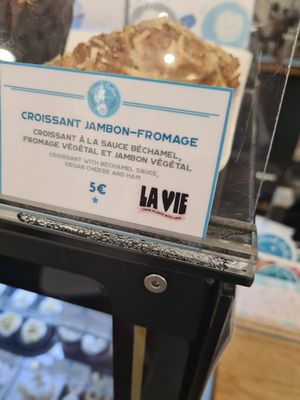 CROISSANT JAMBON-FROMAGE
CROISSANT À LA SAUCE BÉCHAMEL,
FROMAGE VÉGÉTAL ET JAMBON VÉGÉTAL
CROISSANT WITH BÉCHAMEL SAUCE,
VEGAN CHEESE AND HAM
5€
LA VIE